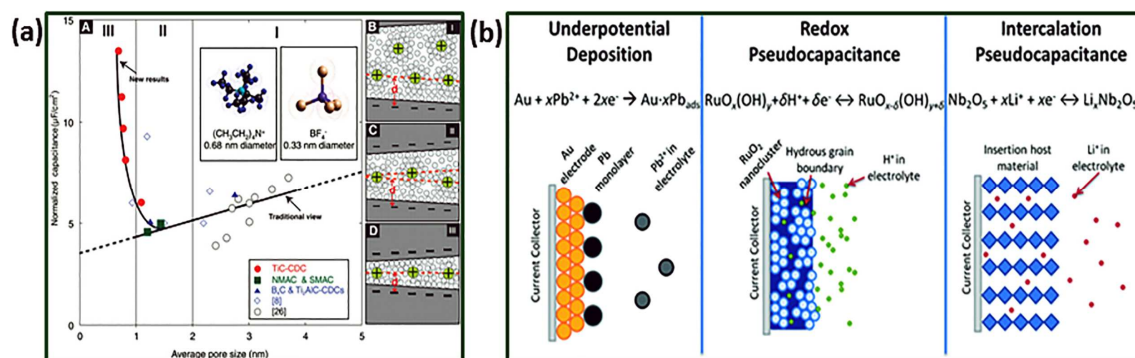 (a)
A
III
II
I
15
10
5
0
0
1
2
3
4
5
Normalized capacitance (μF/cm²)
Average pore size (nm)
New results
Traditional view
(CH₃CH₂)₄N⁺
0.68 nm diameter
BF₄⁻
0.33 nm diameter
TiC-CDC
NMAC & SMAC
B₄C & Ti₂AlC-CDCs
[8]
[26]
B
I
d
C
II
d
D
III
d
(b)
Underpotential
Deposition
Au + xPb²⁺ + 2xe⁻ → Au·xPbads
Current Collector
Au
electrode
Pb
monolayer
Pb²⁺ in
electrolyte
Redox
Pseudocapacitance
RuOₓ(OH)ᵧ+ δH⁺+ δe⁻ ↔ RuOₓ₋δ(OH)ᵧ₊δ
Current Collector
RuO₂
nanocluster
Hydrous grain
boundary
H⁺ in
electrolyte
Intercalation
Pseudocapacitance
Nb₂O₅ + xLi⁺ + xe⁻ ↔ LiₓNb₂O₅
Current Collector
Insertion host
material
Li⁺ in
electrolyte